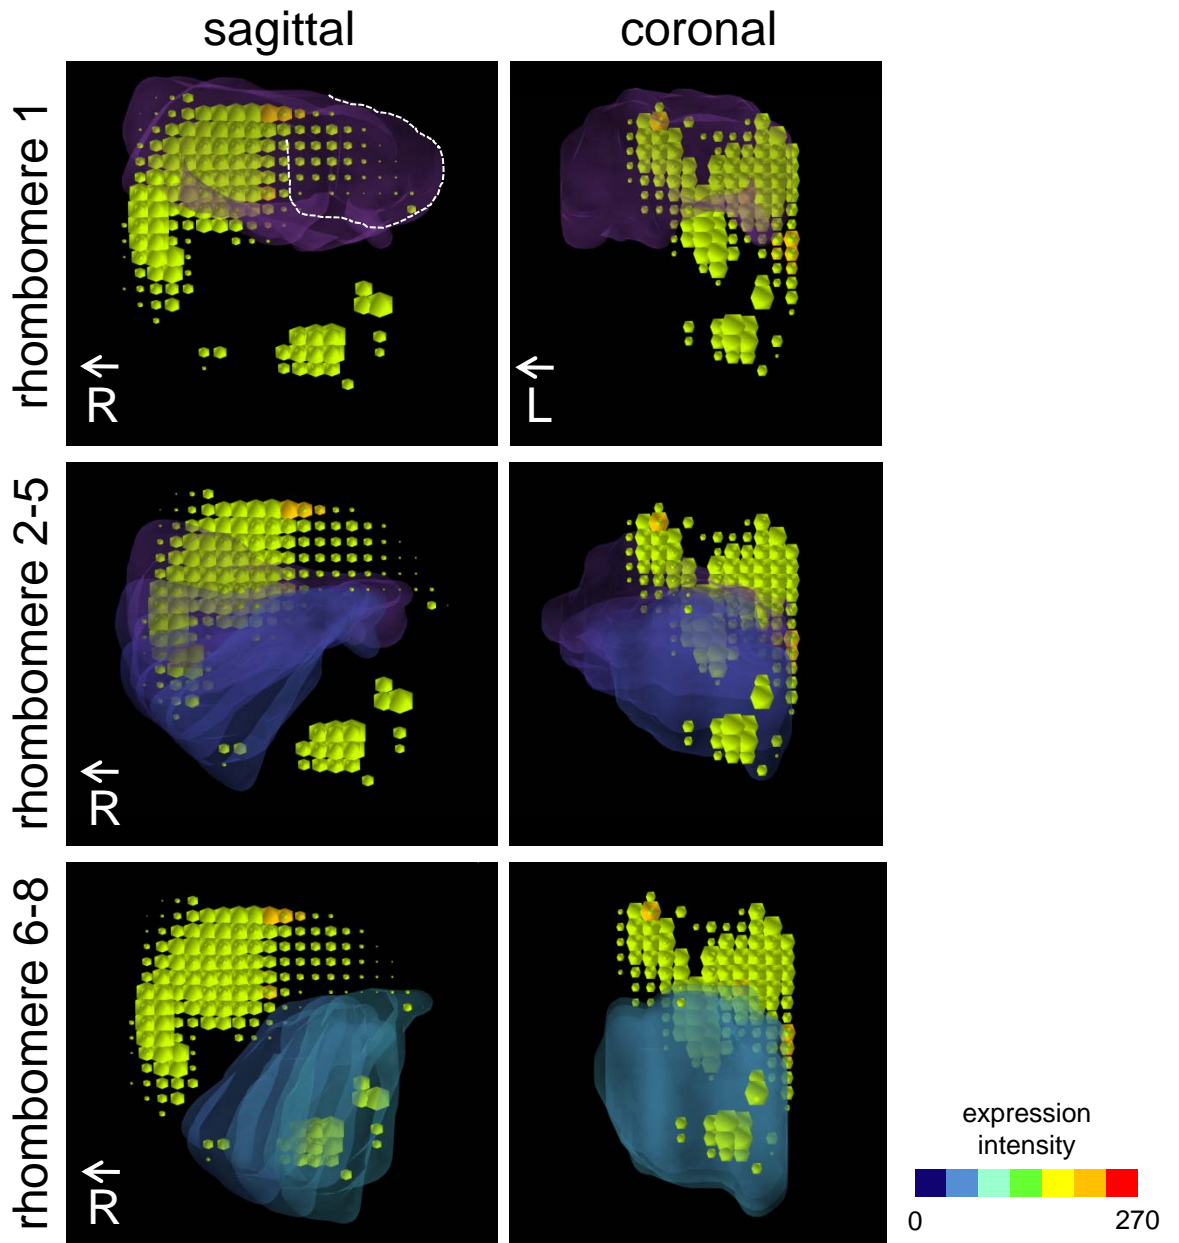 sagittal
coronal
rhombomere 1
R
L
rhombomere 2-5
R
rhombomere 6-8
R
expression
intensity
0
270